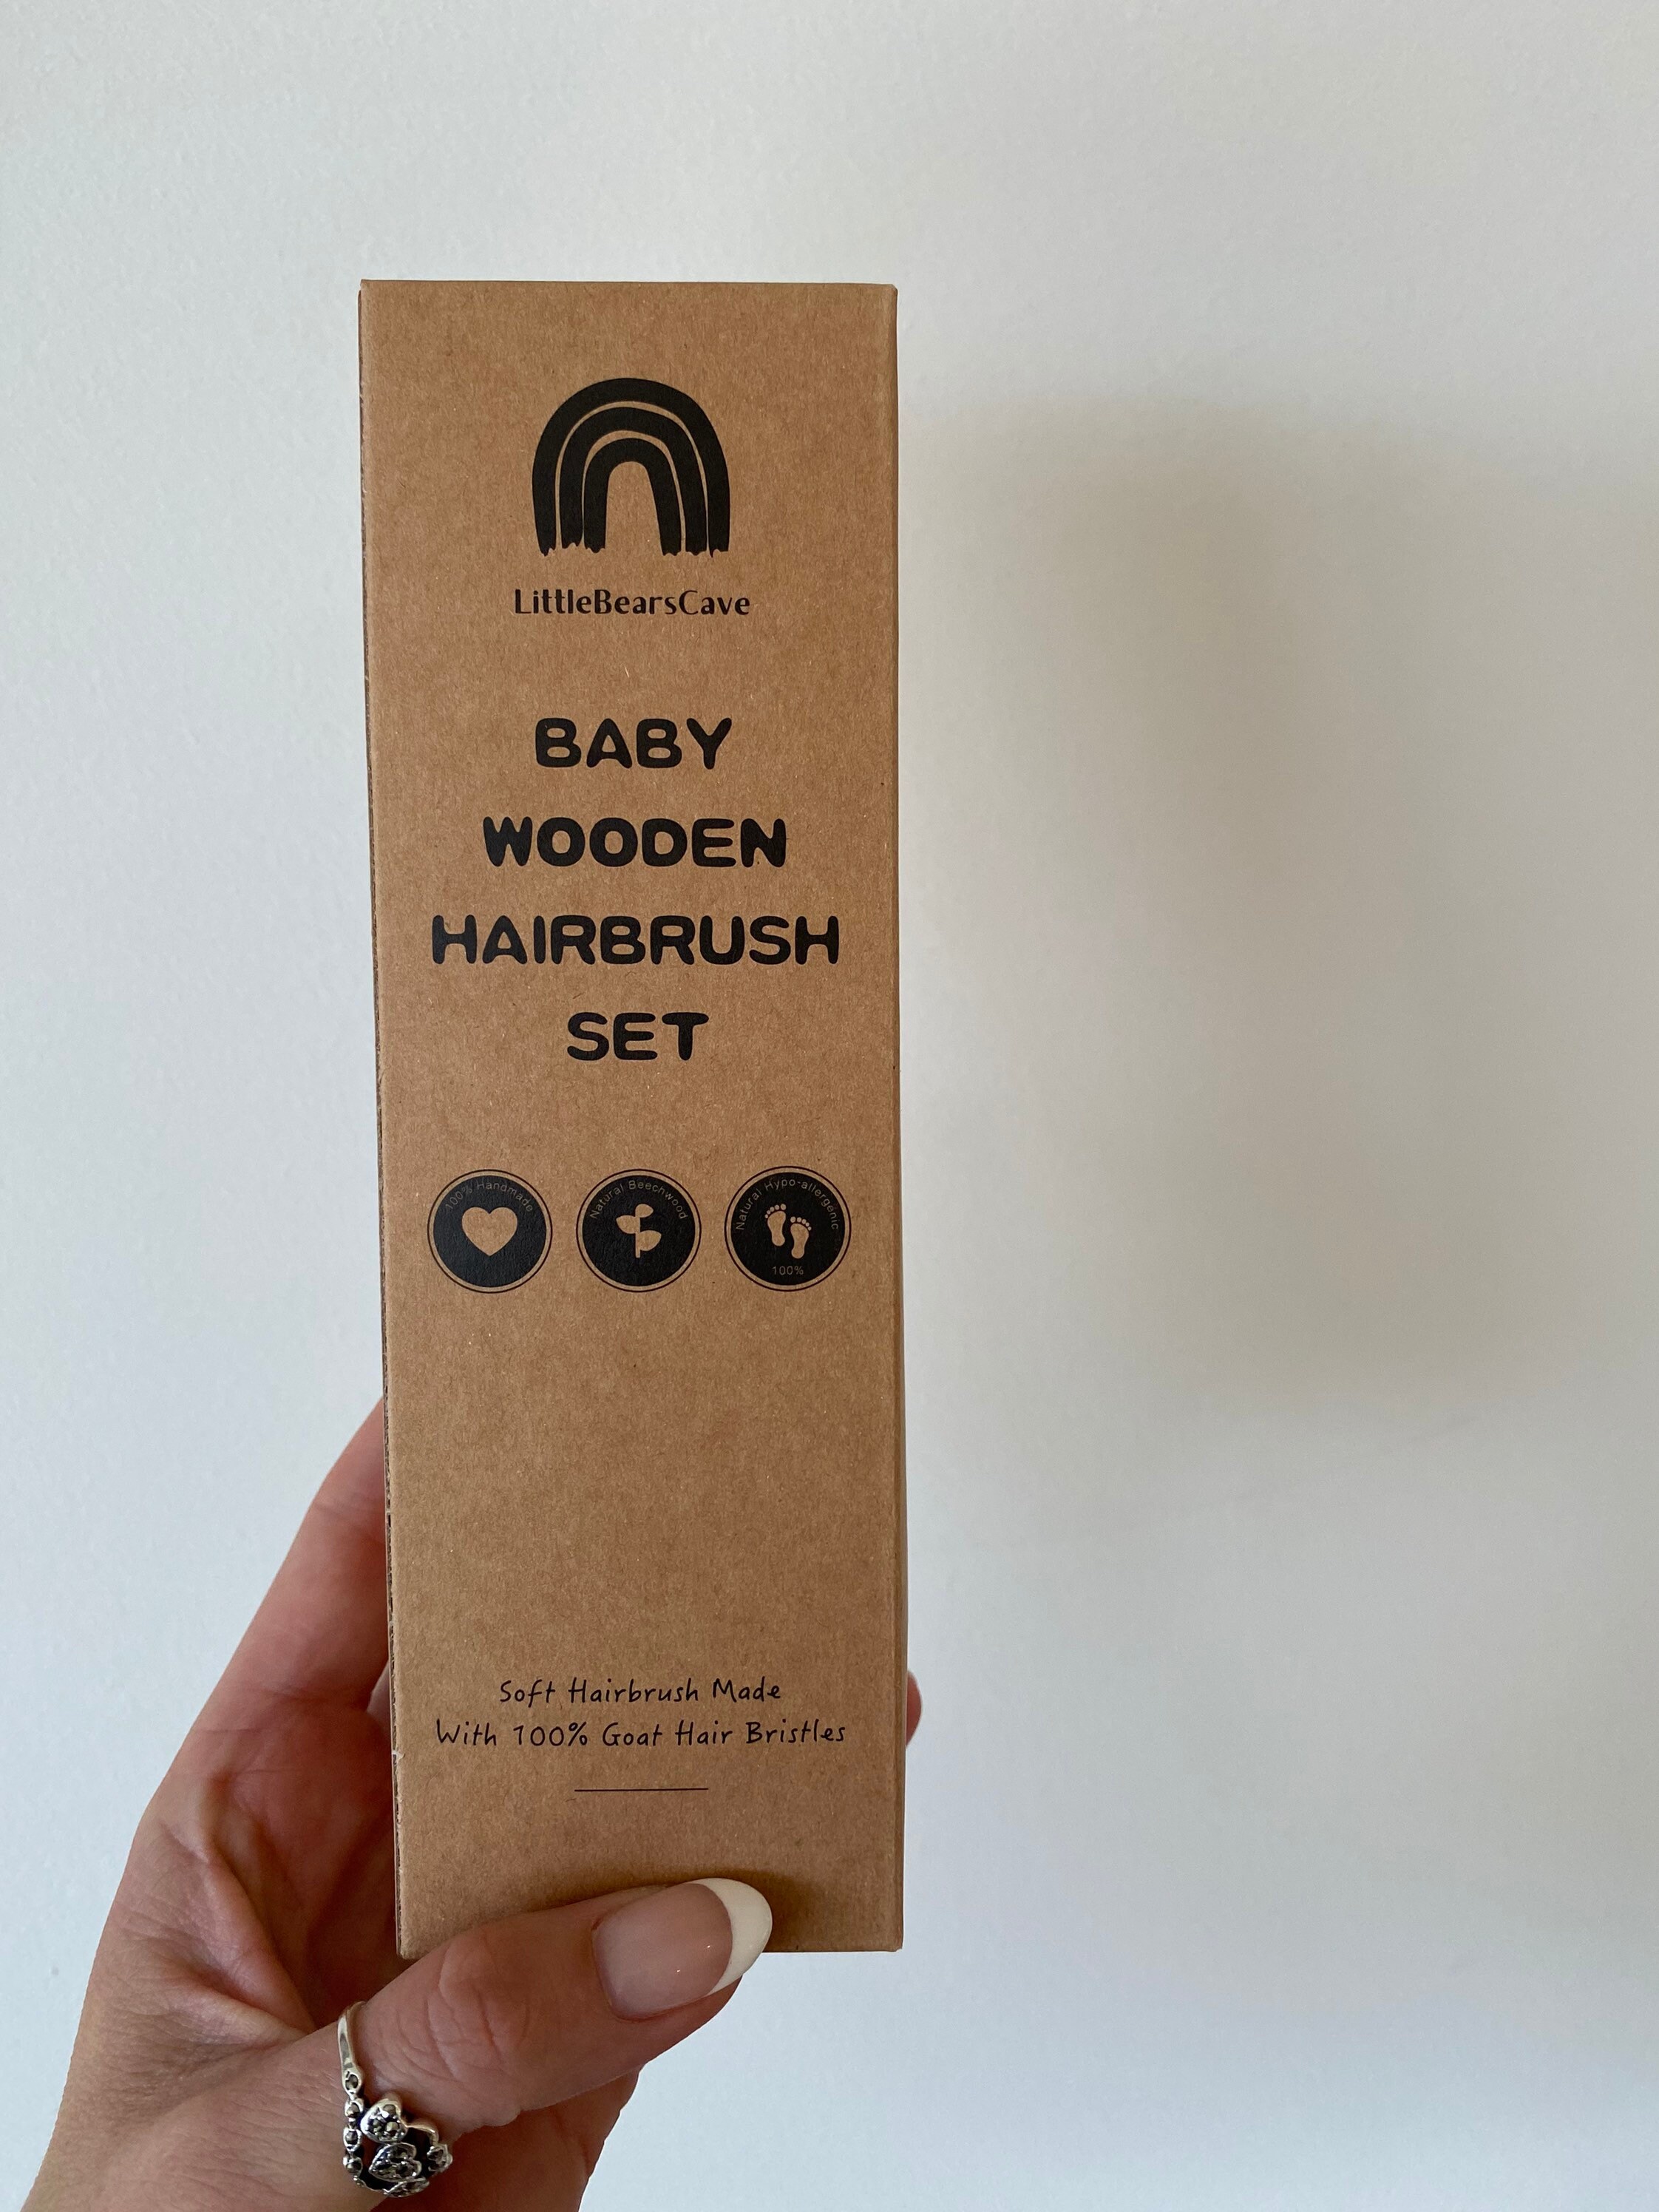 LittleBearsCave
BABY
WOODEN
HAIRBRUSH
SET
100% Handmade
Natural Beechwood
Natural Hypo-allergenic
100%
Soft Hairbrush Made
With 100% Goat Hair Bristles